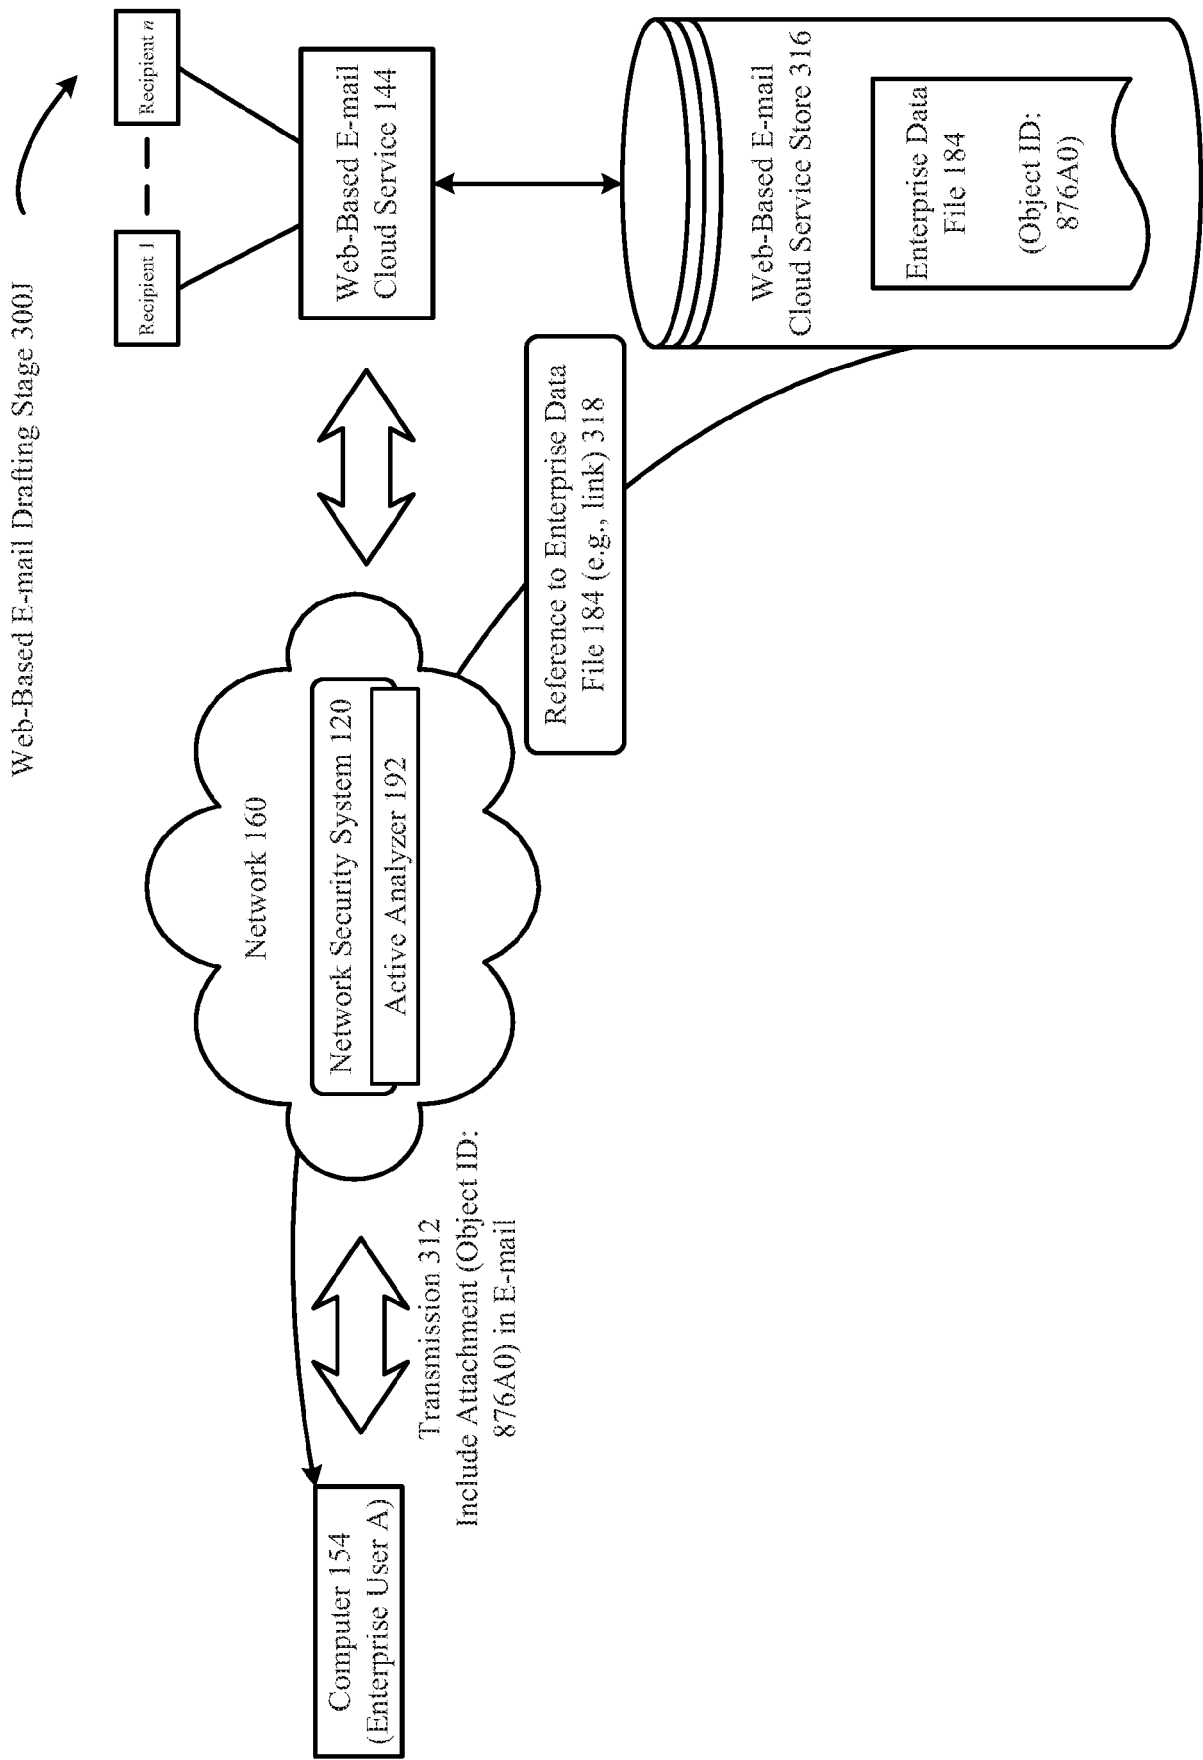 Web-Based E-mail Drafting Stage 300J
Recipient 1
Recipient n
Web-Based E-mail
Cloud Service 144
Network 160
Network Security System 120
Active Analyzer 192
Computer 154
(Enterprise User A)
Transmission 312
Include Attachment (Object ID:
876A0) in E-mail
Reference to Enterprise Data
File 184 (e.g., link) 318
Web-Based E-mail
Cloud Service Store 316
Enterprise Data
File 184
(Object ID:
876A0)